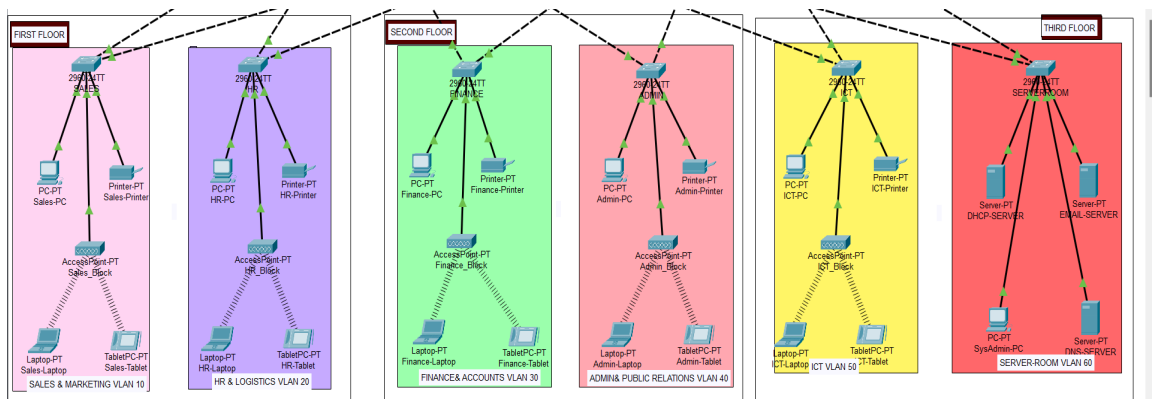 FIRST FLOOR
2960-24TT
SALES
PC-PT
Sales-PC
Printer-PT
Sales-Printer
AccessPoint-PT
Sales_Block
Laptop-PT
Sales-Laptop
TabletPC-PT
Sales-Tablet
SALES & MARKETING VLAN 10
2960-24TT
HR
PC-PT
HR-PC
Printer-PT
HR-Printer
AccessPoint-PT
HR_Block
Laptop-PT
HR-Laptop
TabletPC-PT
HR-Tablet
HR & LOGISTICS VLAN 20
SECOND FLOOR
2960-24TT
FINANCE
PC-PT
Finance-PC
Printer-PT
Finance-Printer
AccessPoint-PT
Finance_Block
Laptop-PT
Finance-Laptop
TabletPC-PT
Finance-Tablet
FINANCE& ACCOUNTS VLAN 30
2960-24TT
ADMIN
PC-PT
Admin-PC
Printer-PT
Admin-Printer
AccessPoint-PT
Admin_Block
Laptop-PT
Admin-Laptop
TabletPC-PT
Admin-Tablet
ADMIN& PUBLIC RELATIONS VLAN 40
THIRD FLOOR
2960-24TT
ICT
PC-PT
ICT-PC
Printer-PT
ICT-Printer
AccessPoint-PT
ICT_Block
Laptop-PT
ICT-Laptop
TabletPC-PT
ICT-Tablet
ICT VLAN 50
2960-24TT
SERVERROOM
Server-PT
DHCP-SERVER
Server-PT
EMAIL-SERVER
PC-PT
SysAdmin-PC
Server-PT
DNS-SERVER
SERVER-ROOM VLAN 60